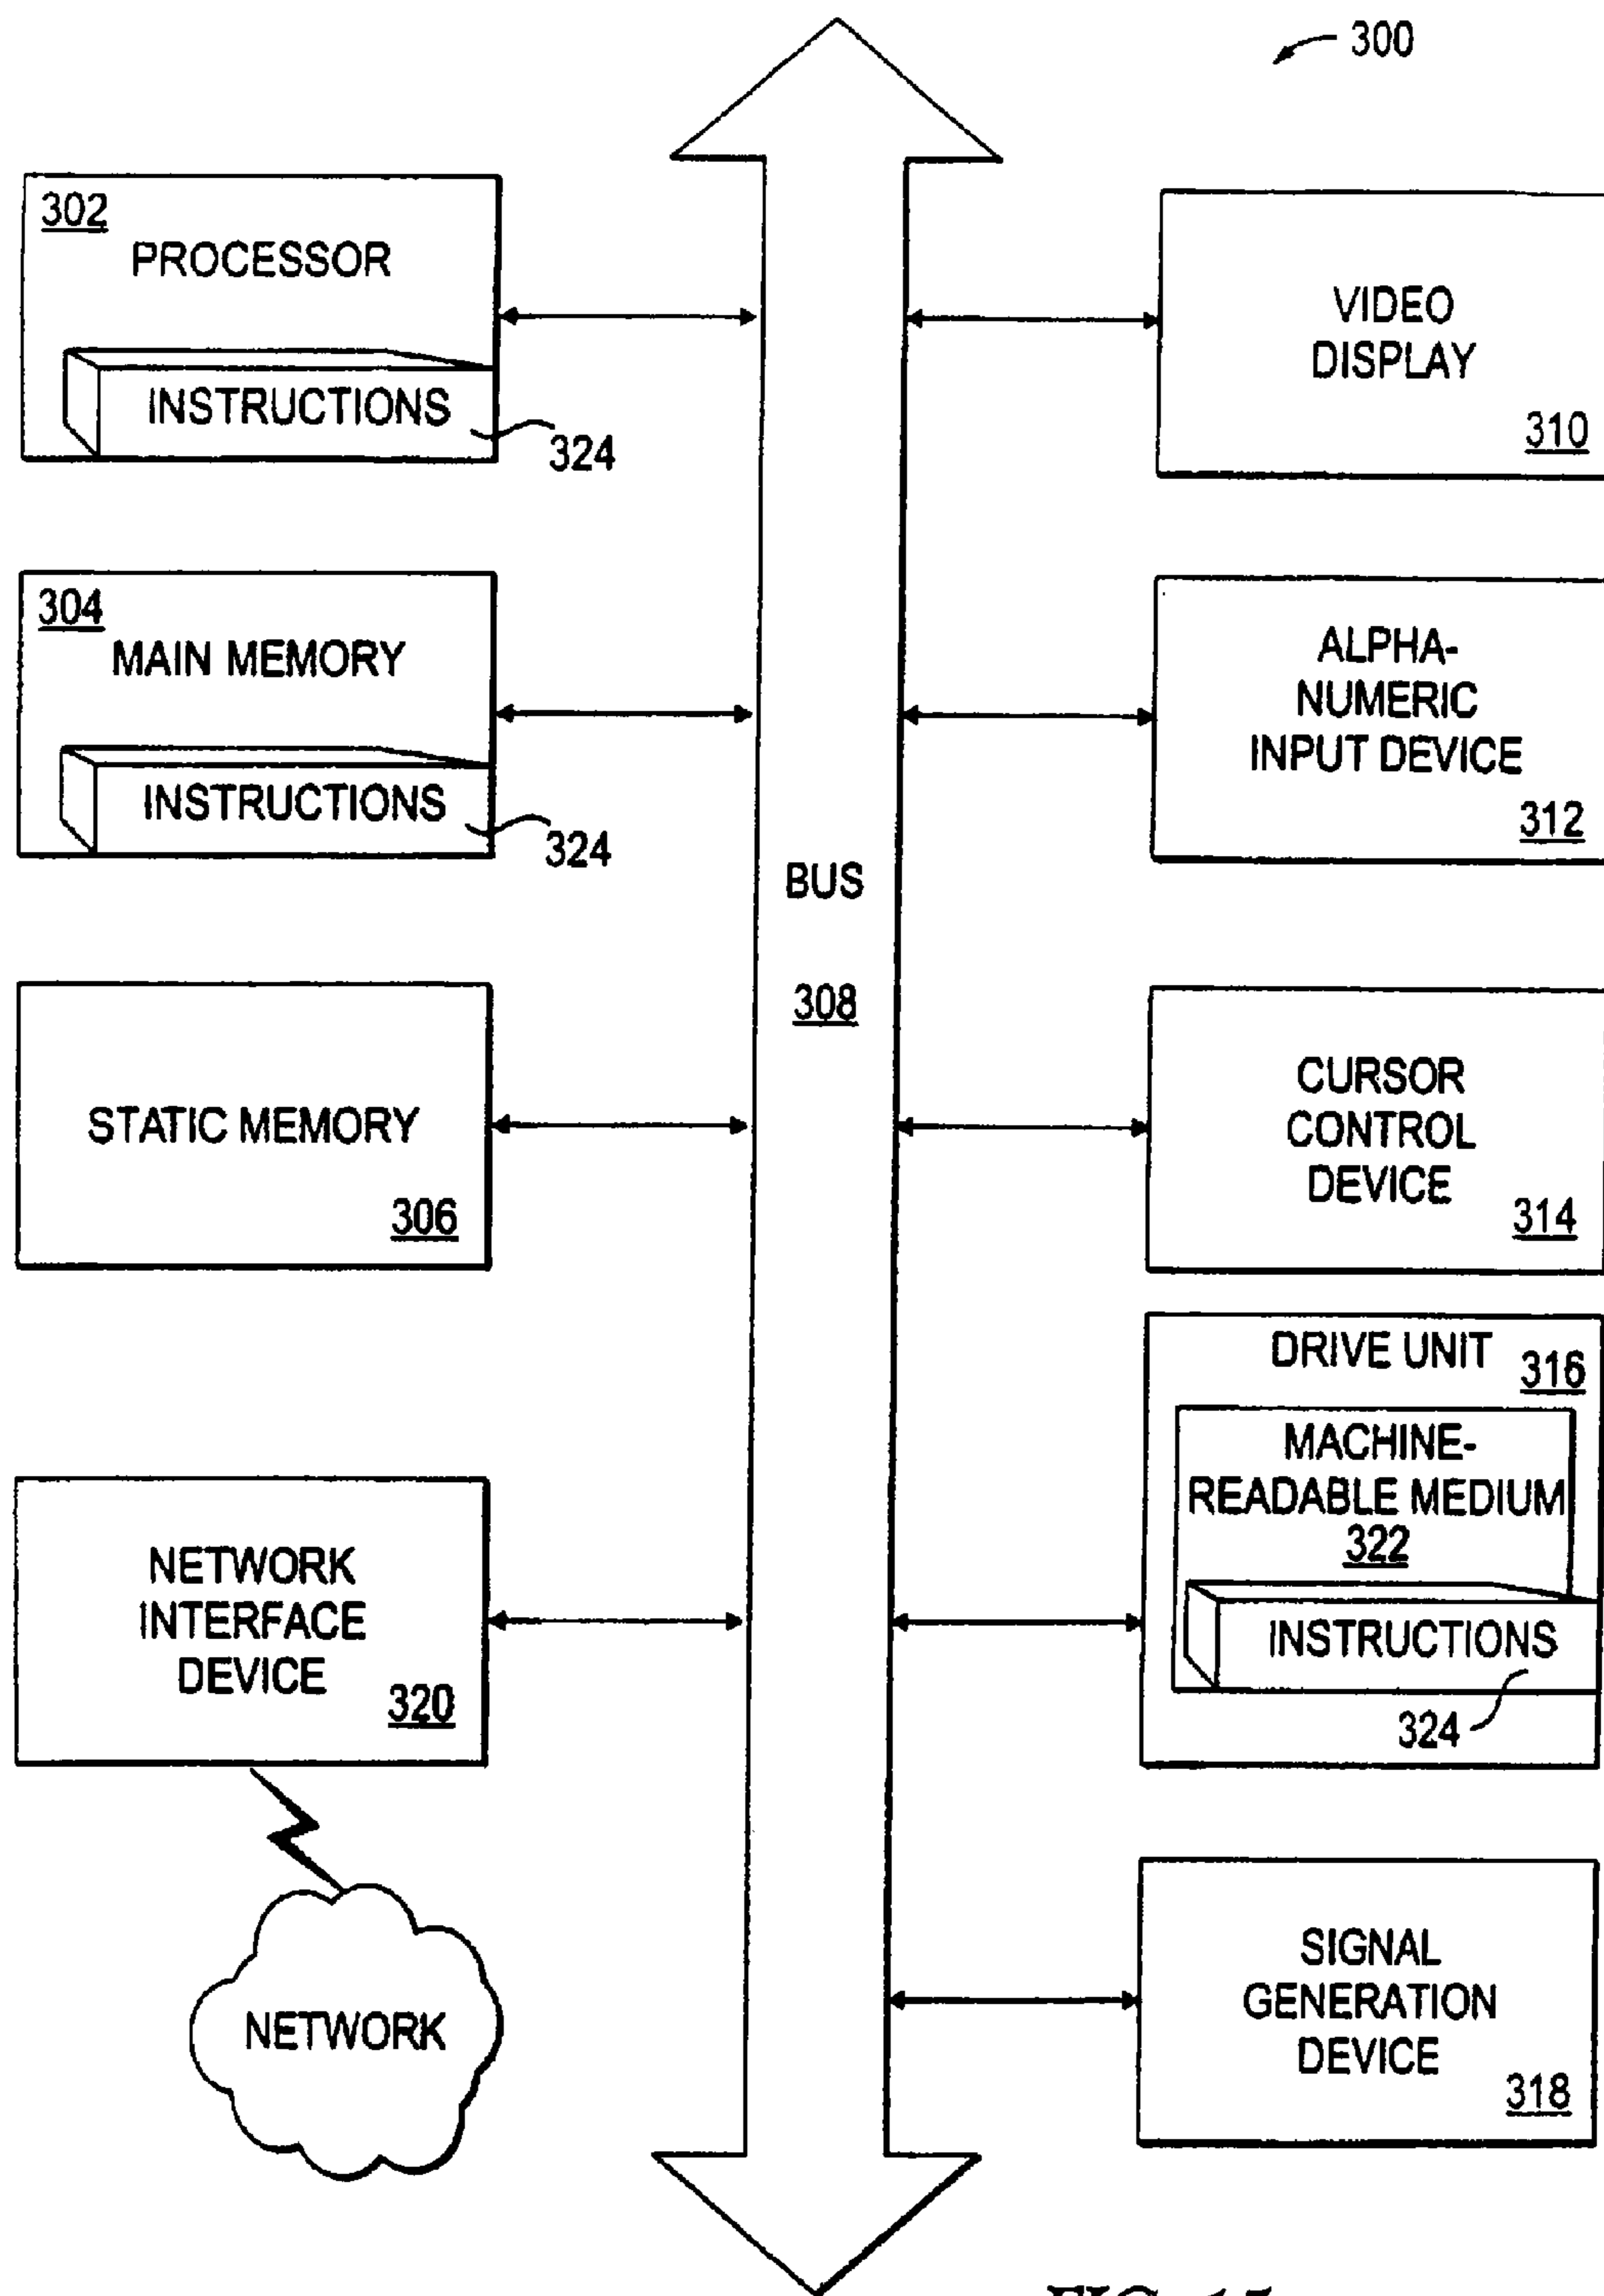 300
302
PROCESSOR
INSTRUCTIONS
324
304
MAIN MEMORY
INSTRUCTIONS
324
STATIC MEMORY
306
NETWORK
INTERFACE
DEVICE
320
NETWORK
BUS
308
VIDEO
DISPLAY
310
ALPHA-
NUMERIC
INPUT DEVICE
312
CURSOR
CONTROL
DEVICE
314
DRIVE UNIT
316
MACHINE-
READABLE MEDIUM
322
INSTRUCTIONS
324
SIGNAL
GENERATION
DEVICE
318